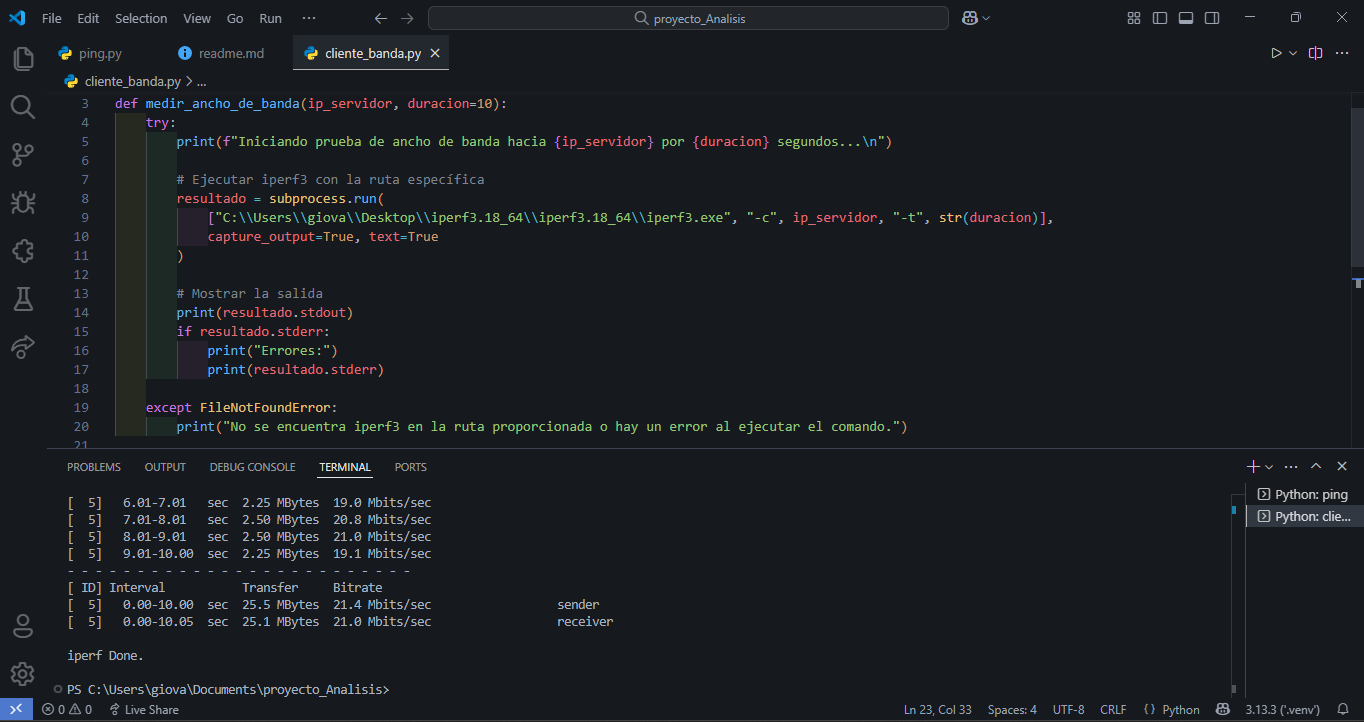 File Edit Selection View Go Run ··· proyecto_Analisis
ping.py readme.md cliente_banda.py
cliente_banda.py > ...
3 def medir_ancho_de_banda(ip_servidor, duracion=10):
4 try:
5 print(f"Iniciando prueba de ancho de banda hacia {ip_servidor} por {duracion} segundos...\n")
6
7 # Ejecutar iperf3 con la ruta específica
8 resultado = subprocess.run(
9 ["C:\\Users\\giova\\Desktop\\iperf3.18_64\\iperf3.18_64\\iperf3.exe", "-c", ip_servidor, "-t", str(duracion)],
10 capture_output=True, text=True
11 )
12
13 # Mostrar la salida
14 print(resultado.stdout)
15 if resultado.stderr:
16 print("Errores:")
17 print(resultado.stderr)
18
19 except FileNotFoundError:
20 print("No se encuentra iperf3 en la ruta proporcionada o hay un error al ejecutar el comando.")
21
PROBLEMS OUTPUT DEBUG CONSOLE TERMINAL PORTS
[  5]   6.01-7.01   sec  2.25 MBytes  19.0 Mbits/sec
[  5]   7.01-8.01   sec  2.50 MBytes  20.8 Mbits/sec
[  5]   8.01-9.01   sec  2.50 MBytes  21.0 Mbits/sec
[  5]   9.01-10.00  sec  2.25 MBytes  19.1 Mbits/sec
- - - - - - - - - - - - - - - - - - - - - - - - -
[ ID] Interval           Transfer     Bitrate
[  5]   0.00-10.00  sec  25.5 MBytes  21.4 Mbits/sec                  sender
[  5]   0.00-10.05  sec  25.1 MBytes  21.0 Mbits/sec                  receiver
iperf Done.
PS C:\Users\giova\Documents\proyecto_Analisis>
Python: ping
Python: clie...
0 0 Live Share Ln 23, Col 33 Spaces: 4 UTF-8 CRLF {} Python 3.13.3 ('.venv')